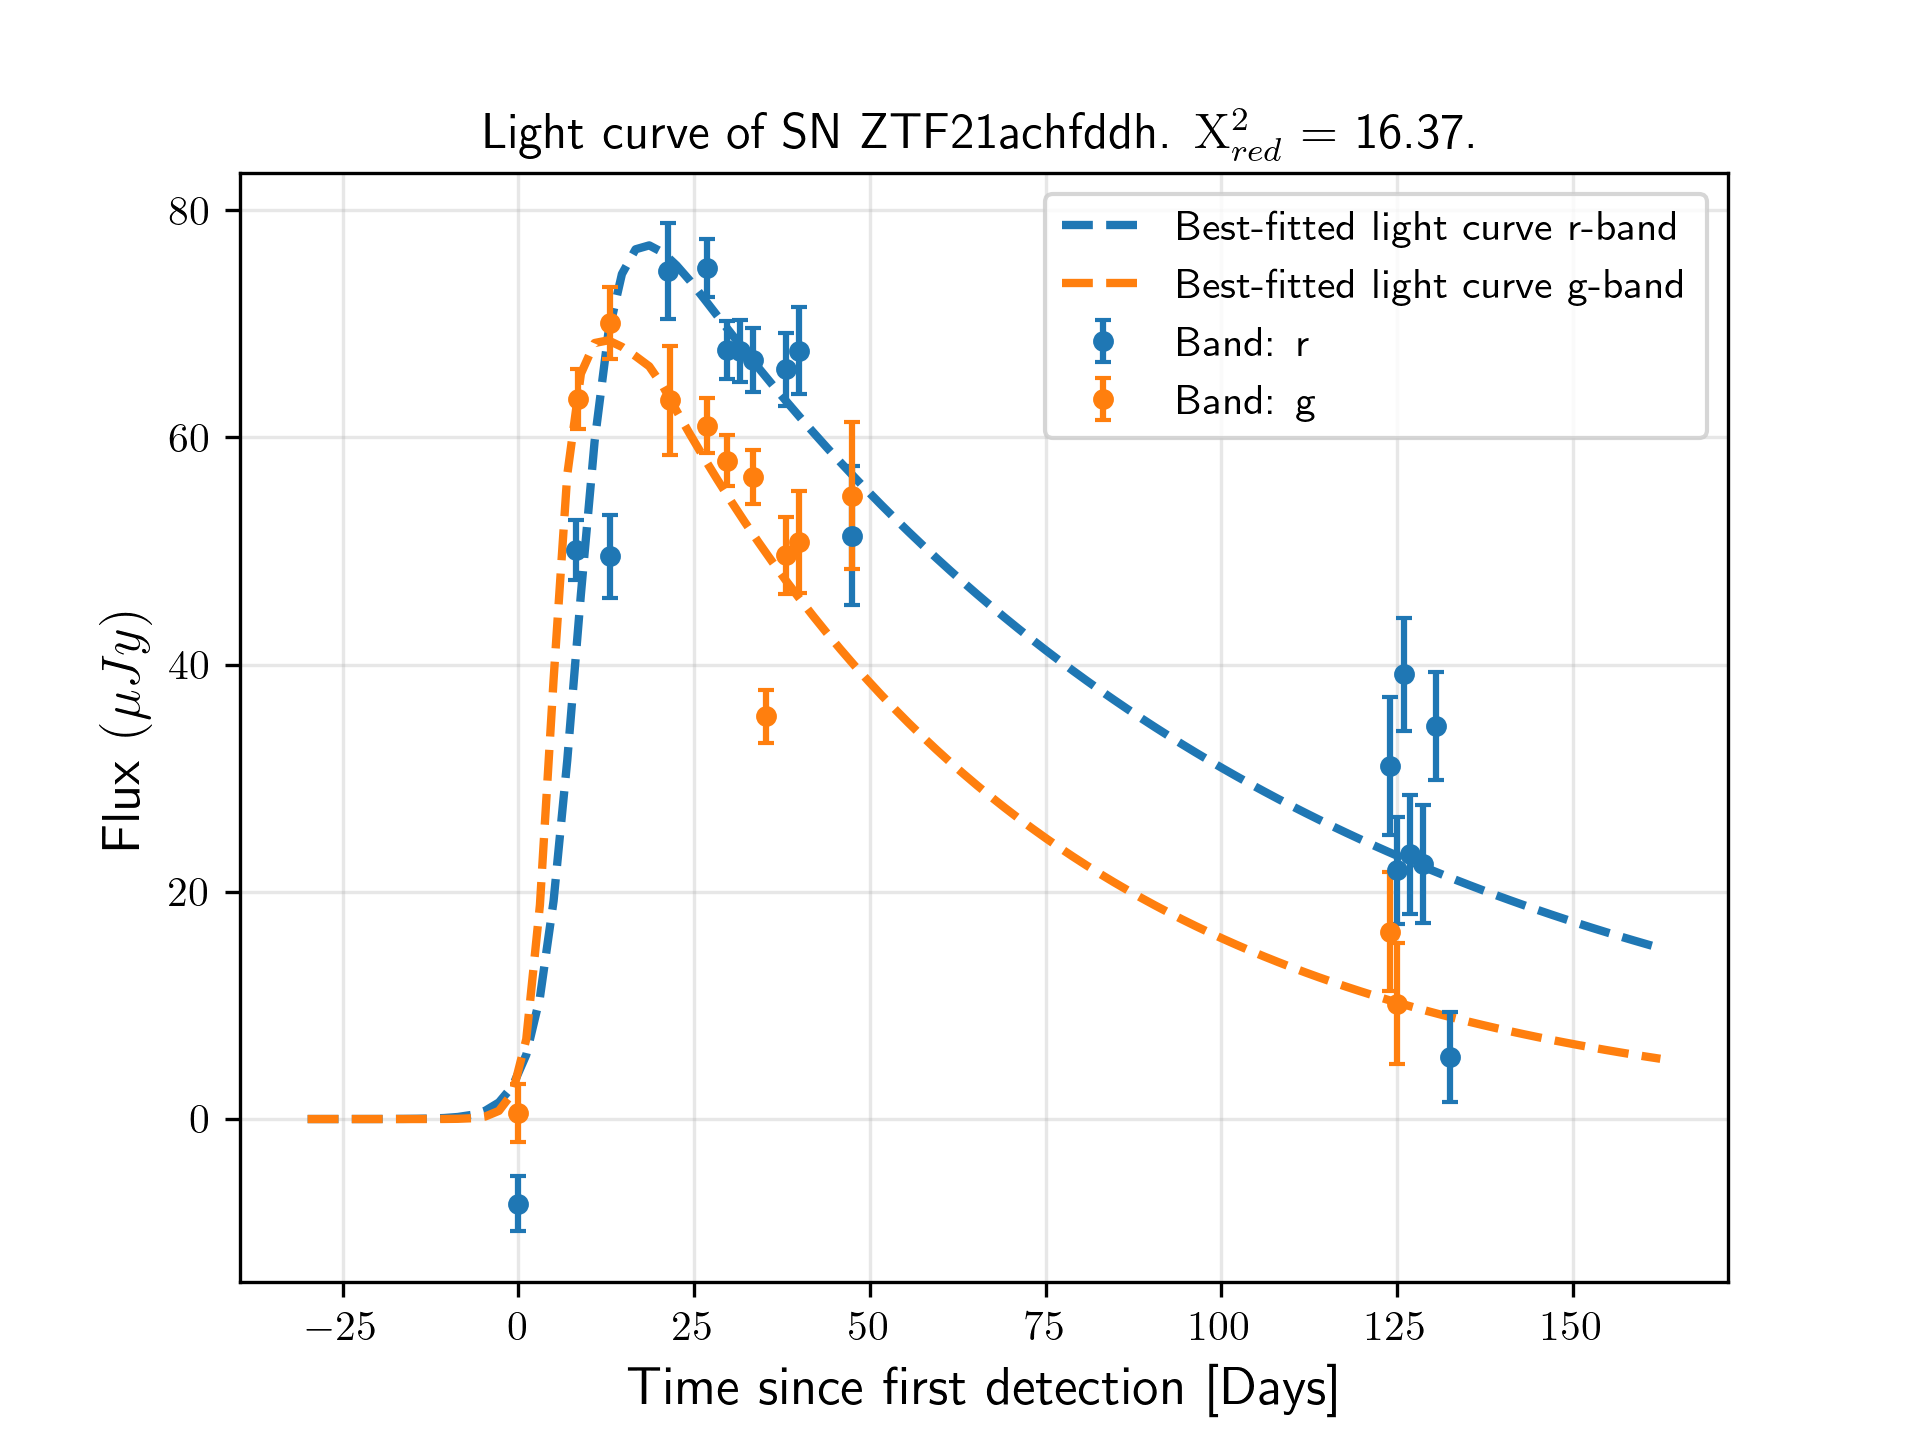 Light curve of SN ZTF21achfddh. X²_red = 16.37.
Best-fitted light curve r-band
Best-fitted light curve g-band
Band: r
Band: g
80
60
40
20
0
Flux (μJy)
−25 0 25 50 75 100 125 150
Time since first detection [Days]